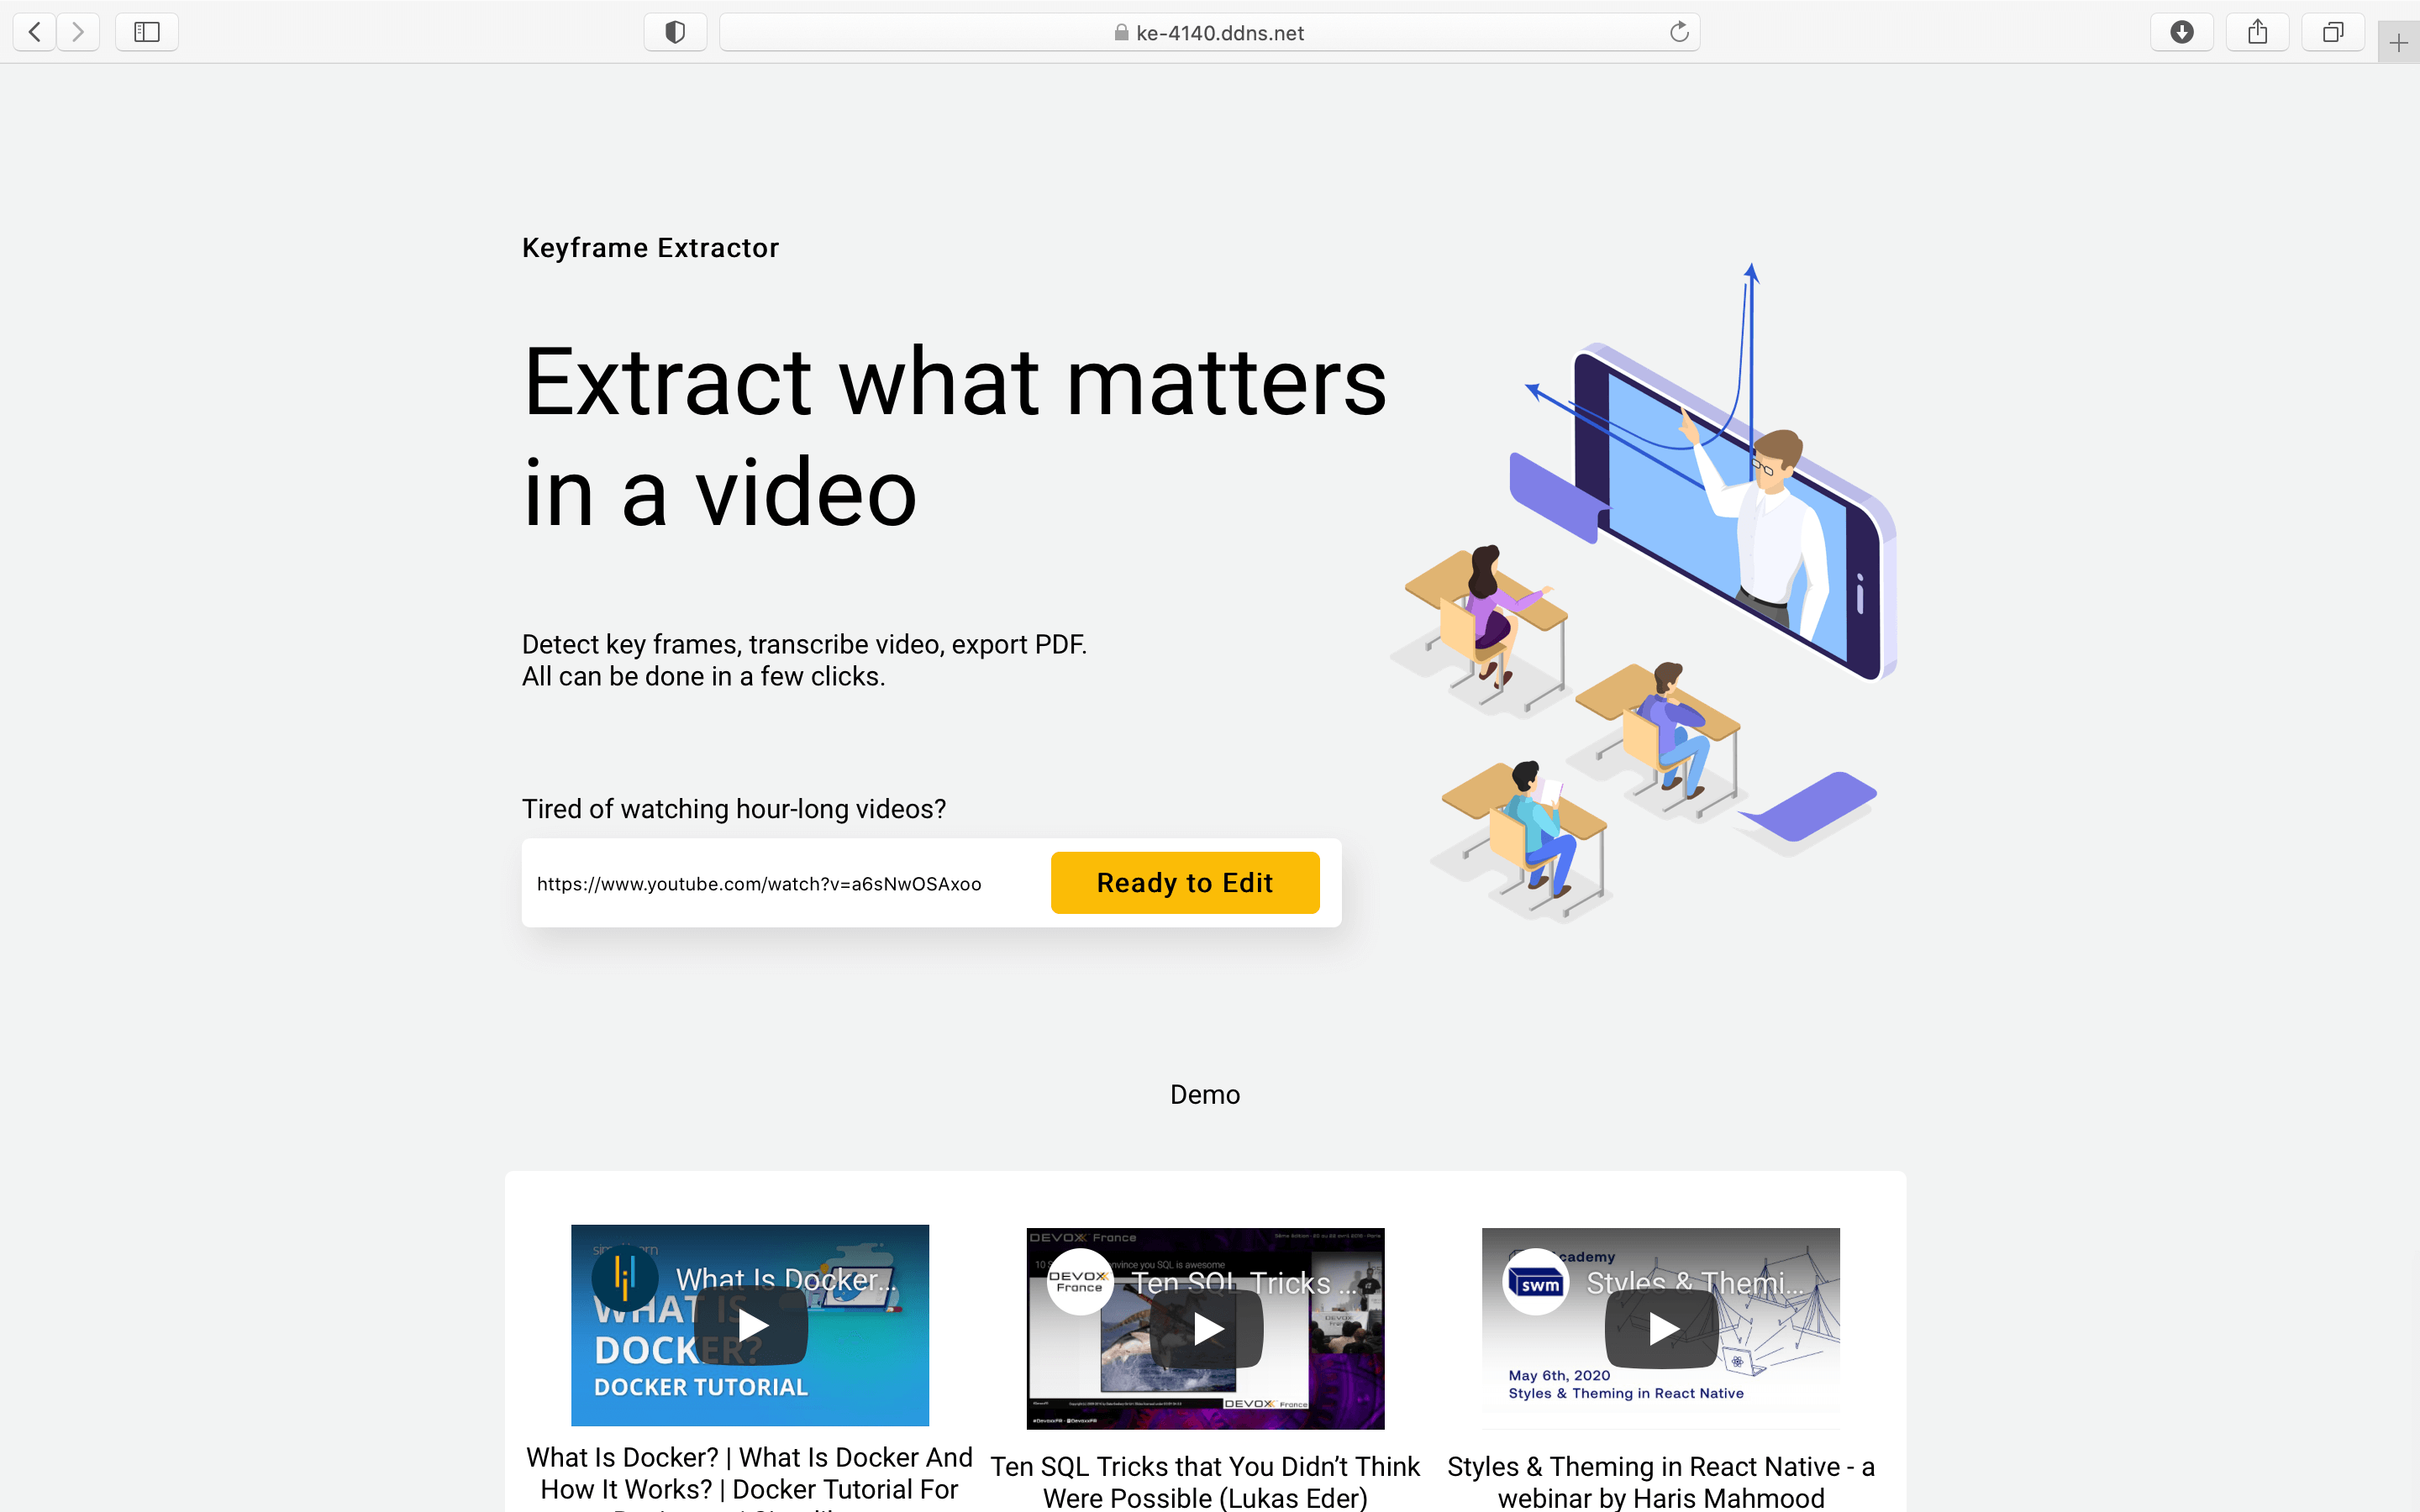 ke-4140.ddns.net
Keyframe Extractor
Extract what matters
in a video
Detect key frames, transcribe video, export PDF.
All can be done in a few clicks.
Tired of watching hour-long videos?
https://www.youtube.com/watch?v=a6sNwOSAxoo
Ready to Edit
Demo
What Is Docker...
WHAT IS
DOCKER?
DOCKER TUTORIAL
DEVOXX France
DEVOXX
France
Ten SQL Tricks ...
DEVOXX France
swm
Styles & Themi...
May 6th, 2020
Styles & Theming in React Native
What Is Docker? | What Is Docker And
How It Works? | Docker Tutorial For
Ten SQL Tricks that You Didn’t Think
Were Possible (Lukas Eder)
Styles & Theming in React Native - a
webinar by Haris Mahmood